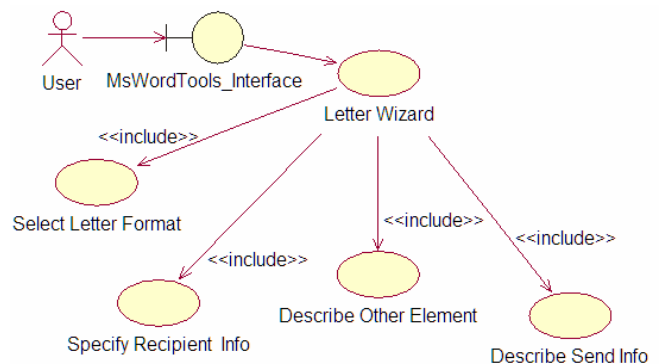 User
MsWordTools_Interface
Letter Wizard
<<include>>
Select Letter Format
<<include>>
<<include>>
<<include>>
Describe Other Element
Specify Recipient Info
Describe Send Info